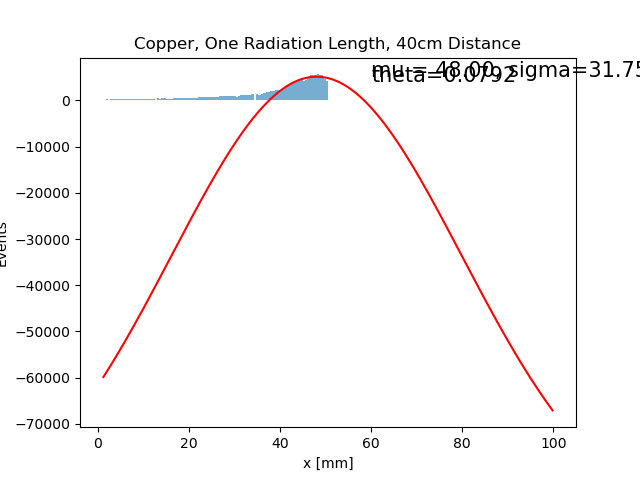 Copper, One Radiation Length, 40cm Distance
mu = 48.00, sigma=31.75
theta=0.0792
0
−10000
−20000
−30000
−40000
−50000
−60000
−70000
Events
0 20 40 60 80 100
x [mm]